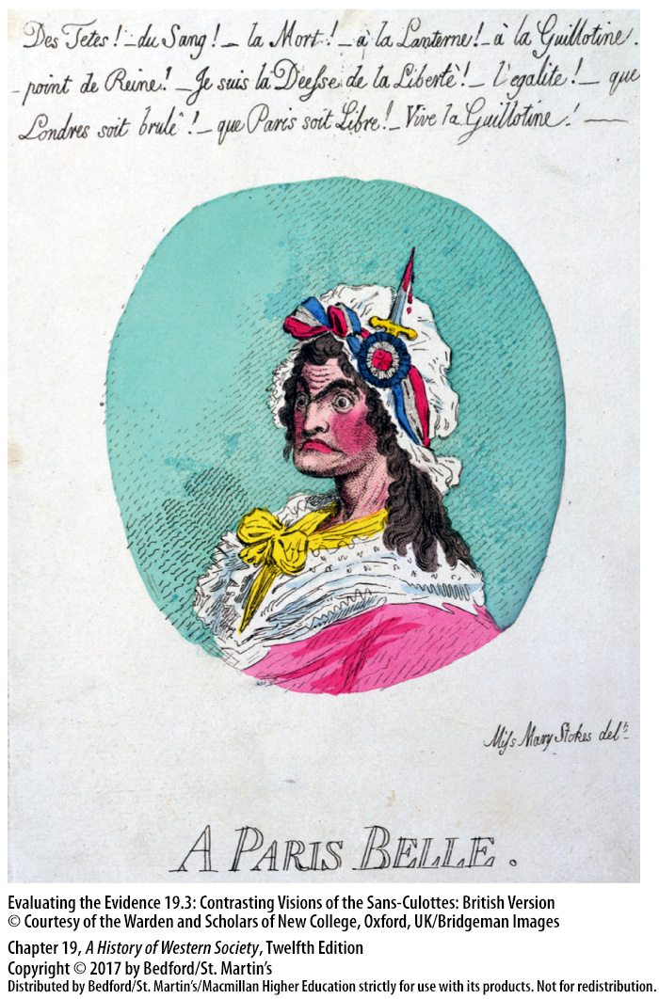 Des Tetes! _ du Sang! _ la Mort! _ à la Lanterne! _ à la Guillotine.
_ point de Reine! _ Je suis la Déesse de la Liberté! _ l'egalite! _ que
Londres soit brulê! _ que Paris soit Libre! _ Vive la Guillotine! _
Miss Mary Stokes delt.
A PARIS BELLE.
Evaluating the Evidence 19.3: Contrasting Visions of the Sans-Culottes: British Version
© Courtesy of the Warden and Scholars of New College, Oxford, UK/Bridgeman Images
Chapter 19, A History of Western Society, Twelfth Edition
Copyright © 2017 by Bedford/St. Martin's
Distributed by Bedford/St. Martin's/Macmillan Higher Education strictly for use with its products. Not for redistribution.